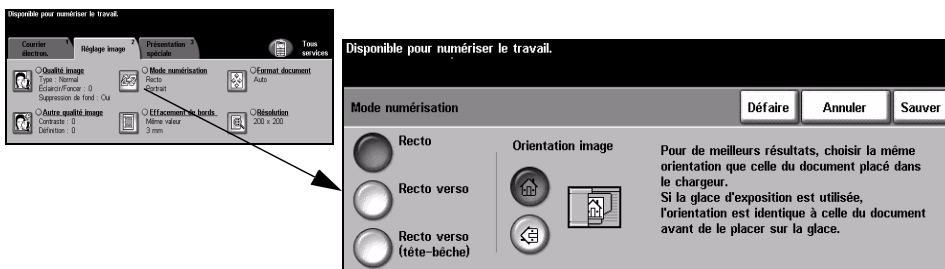 Disponible pour numériser le travail.
Courrier électron. 1
Réglage image 2
Présentation spéciale 3
Tous services
Qualité image
Type : Normal
Éclaircir/Foncer : 0
Suppression de fond : Oui
Mode numérisation
Recto
Portrait
Format document
Auto
Autre qualité image
Contraste : 0
Définition : 0
Effacement de bords
Même valeur
3 mm
Résolution
200 x 200
Disponible pour numériser le travail.
Mode numérisation
Défaire
Annuler
Sauver
Recto
Recto verso
Recto verso
(tête-bêche)
Orientation image
Pour de meilleurs résultats, choisir la même
orientation que celle du document placé dans
le chargeur.
Si la glace d'exposition est utilisée,
l'orientation est identique à celle du document
avant de le placer sur la glace.